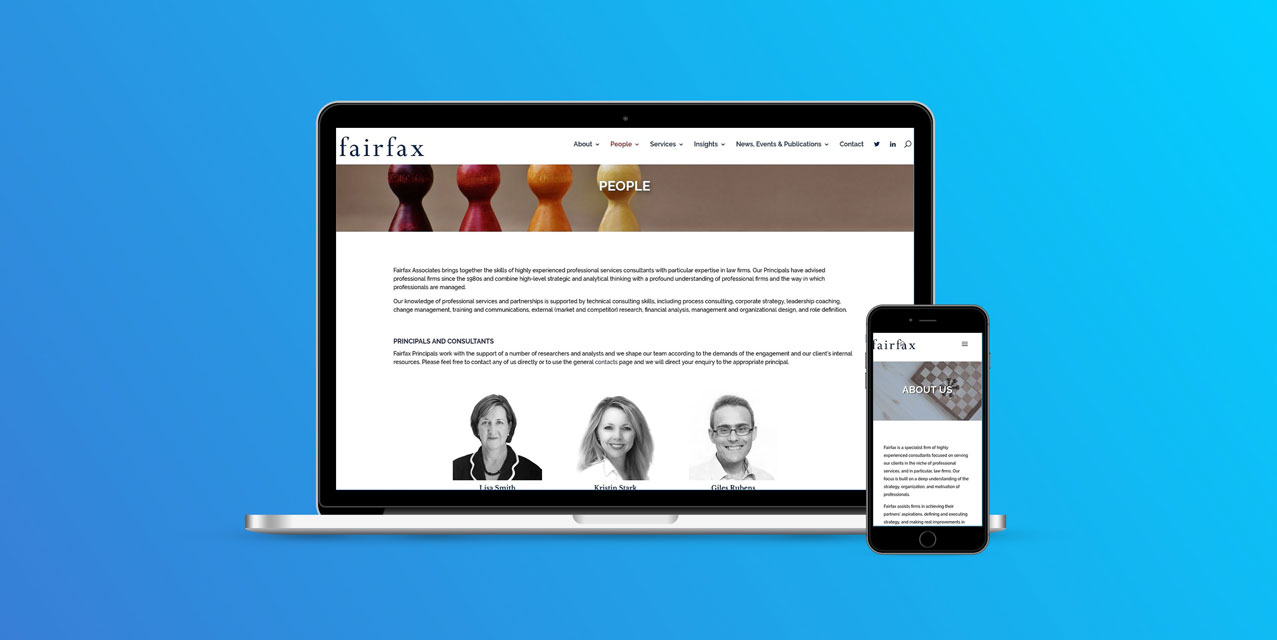 fairfax
About People Services Insights News, Events & Publications Contact
PEOPLE
Fairfax Associates brings together the skills of highly experienced professional services consultants with particular expertise in law firms. Our Principals have advised
professional firms since the 1980s and combine high-level strategic and analytical thinking with a profound understanding of professional firms and the way in which
professionals are managed.
Our knowledge of professional services and partnerships is supported by technical consulting skills, including process consulting, corporate strategy, leadership coaching,
change management, training and communications, external (market and competitor) research, financial analysis, management and organizational design, and role definition.
PRINCIPALS AND CONSULTANTS
Fairfax Principals work with the support of a number of researchers and analysts and we shape our team according to the demands of the engagement and our client's internal
resources. Please feel free to contact any of us directly or to use the general contacts page and we will direct your enquiry to the appropriate principal.
Lisa Smith Kristin Stark Giles Rubens
fairfax
ABOUT US
Fairfax is a specialist firm of highly
experienced consultants focused on serving
our clients in the niche of professional
services, and in particular, law firms. Our
focus is built on a deep understanding of the
strategy, organization, and motivation of
professionals.
Fairfax assists firms in achieving their
partners' aspirations, defining and executing
strategy, and making real improvements in